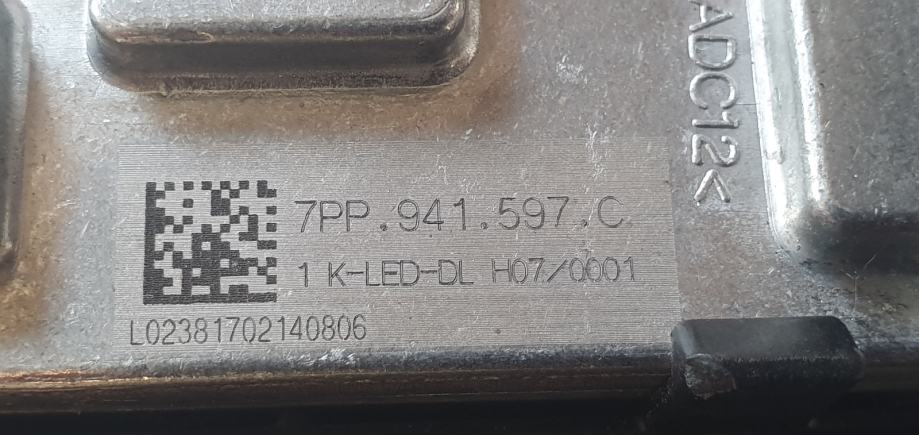 7PP.941.597.C
1 K-LED-DL H07/0001
L02381702140806
ADC12<